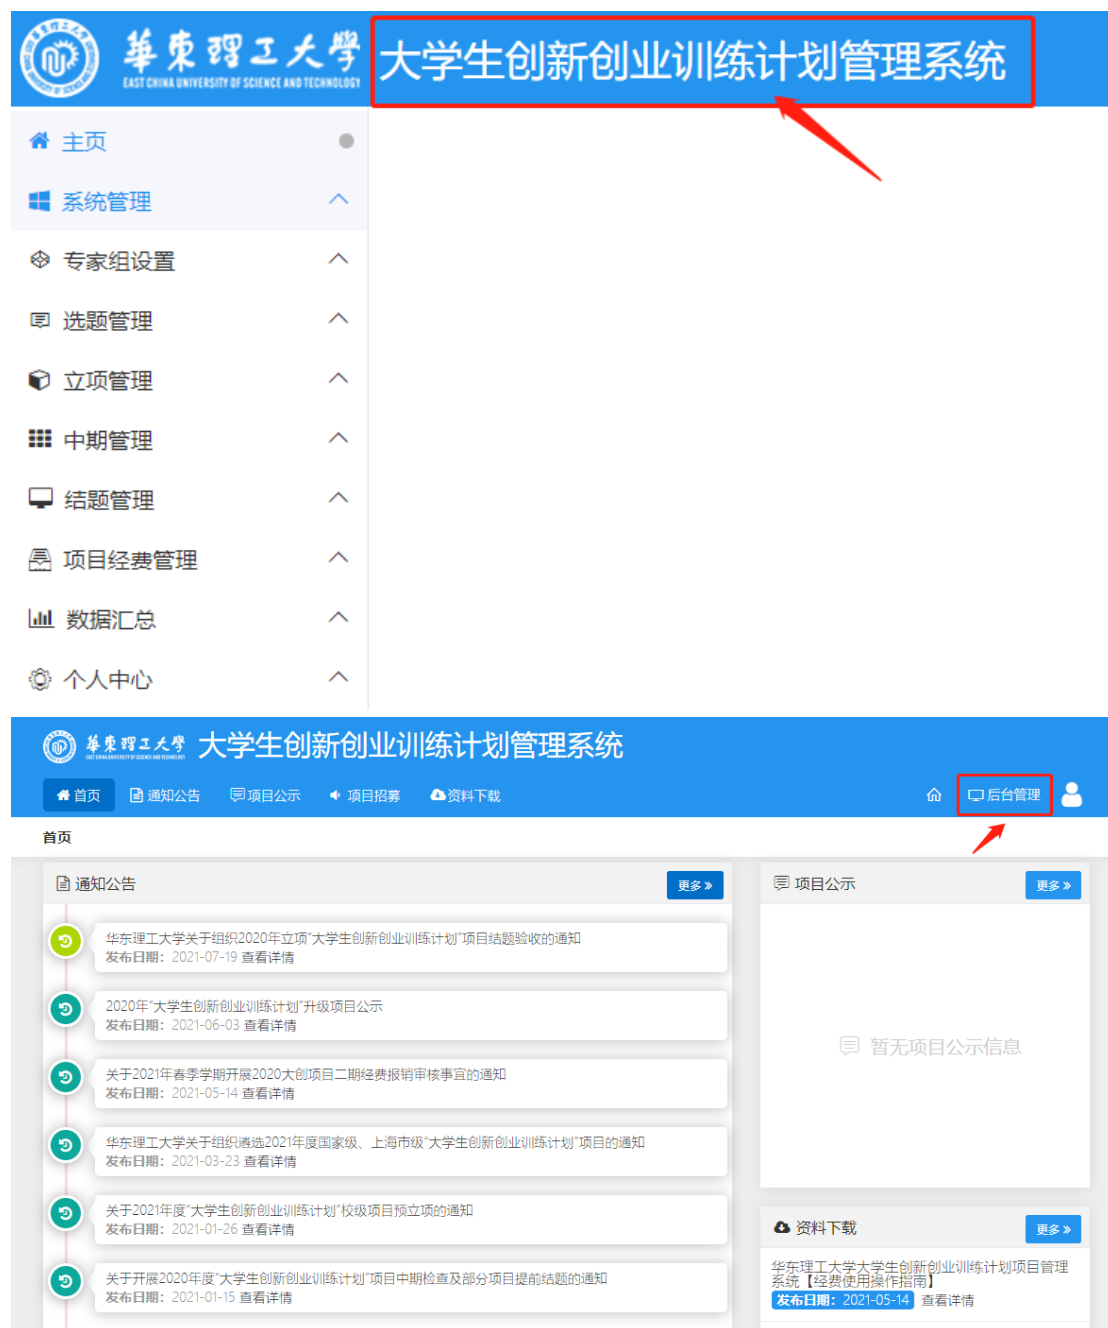 華東理工大學 大学生创新创业训练计划管理系统
EAST CHINA UNIVERSITY OF SCIENCE AND TECHNOLOGY
主页
系统管理
专家组设置
选题管理
立项管理
中期管理
结题管理
项目经费管理
数据汇总
个人中心
華東理工大學 大学生创新创业训练计划管理系统
EAST CHINA UNIVERSITY OF SCIENCE AND TECHNOLOGY
首页 通知公告 项目公示 项目招募 资料下载 后台管理
首页
通知公告 更多 »
华东理工大学关于组织2020年立项“大学生创新创业训练计划”项目结题验收的通知
发布日期：2021-07-19 查看详情
2020年“大学生创新创业训练计划”升级项目公示
发布日期：2021-06-03 查看详情
关于2021年春季学期开展2020大创项目二期经费报销审核事宜的通知
发布日期：2021-05-14 查看详情
华东理工大学关于组织遴选2021年度国家级、上海市级“大学生创新创业训练计划”项目的通知
发布日期：2021-03-23 查看详情
关于2021年度“大学生创新创业训练计划”校级项目预立项的通知
发布日期：2021-01-26 查看详情
关于开展2020年度“大学生创新创业训练计划”项目中期检查及部分项目提前结题的通知
发布日期：2021-01-15 查看详情
项目公示 更多 »
暂无项目公示信息
资料下载 更多 »
华东理工大学大学生创新创业训练计划项目管理
系统【经费使用操作指南】
发布日期：2021-05-14 查看详情